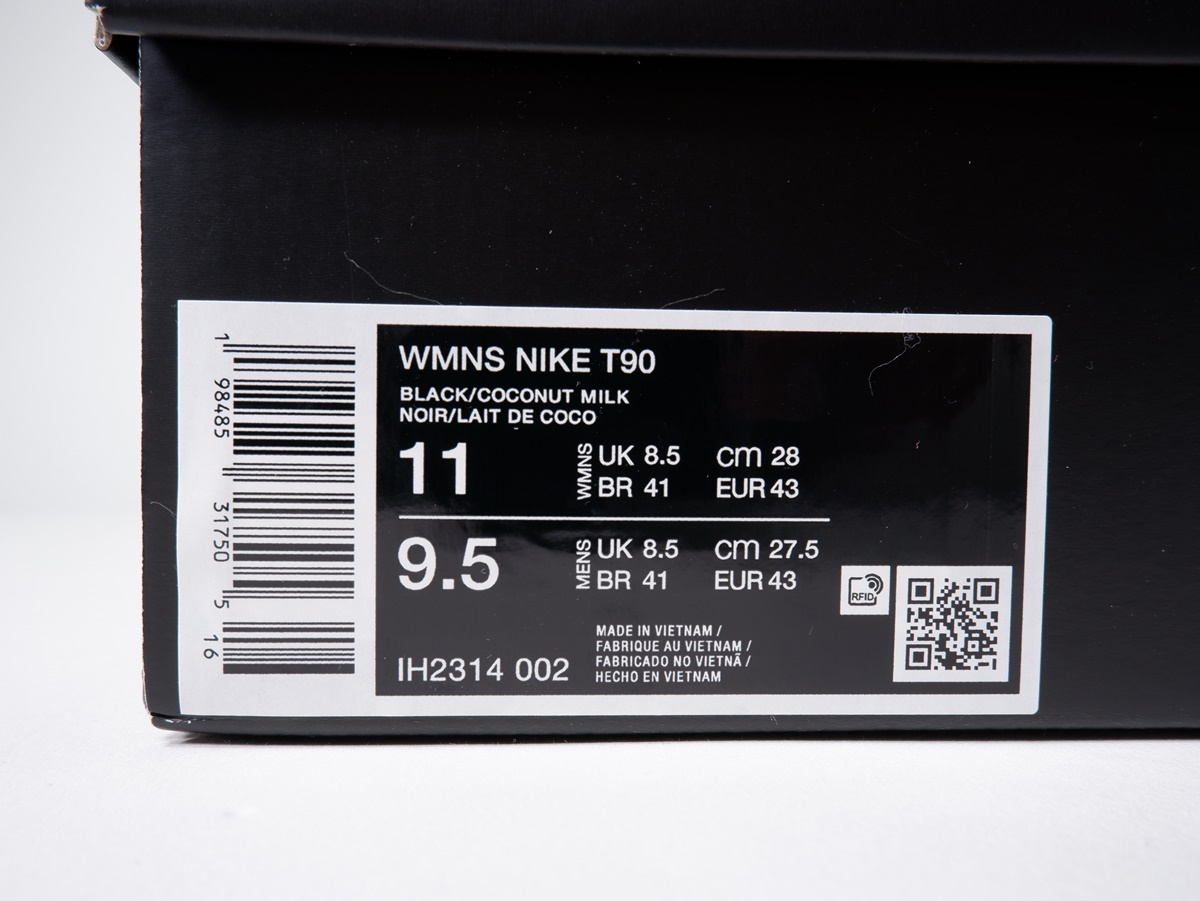 WMNS NIKE T90
BLACK/COCONUT MILK
NOIR/LAIT DE COCO
11 WMNS UK 8.5 cm 28
BR 41 EUR 43
9.5 MENS UK 8.5 cm 27.5
BR 41 EUR 43
RFID
MADE IN VIETNAM /
FABRIQUE AU VIETNAM /
FABRICADO NO VIETNÃ /
HECHO EN VIETNAM
IH2314 002
1 98485 31750 5 16